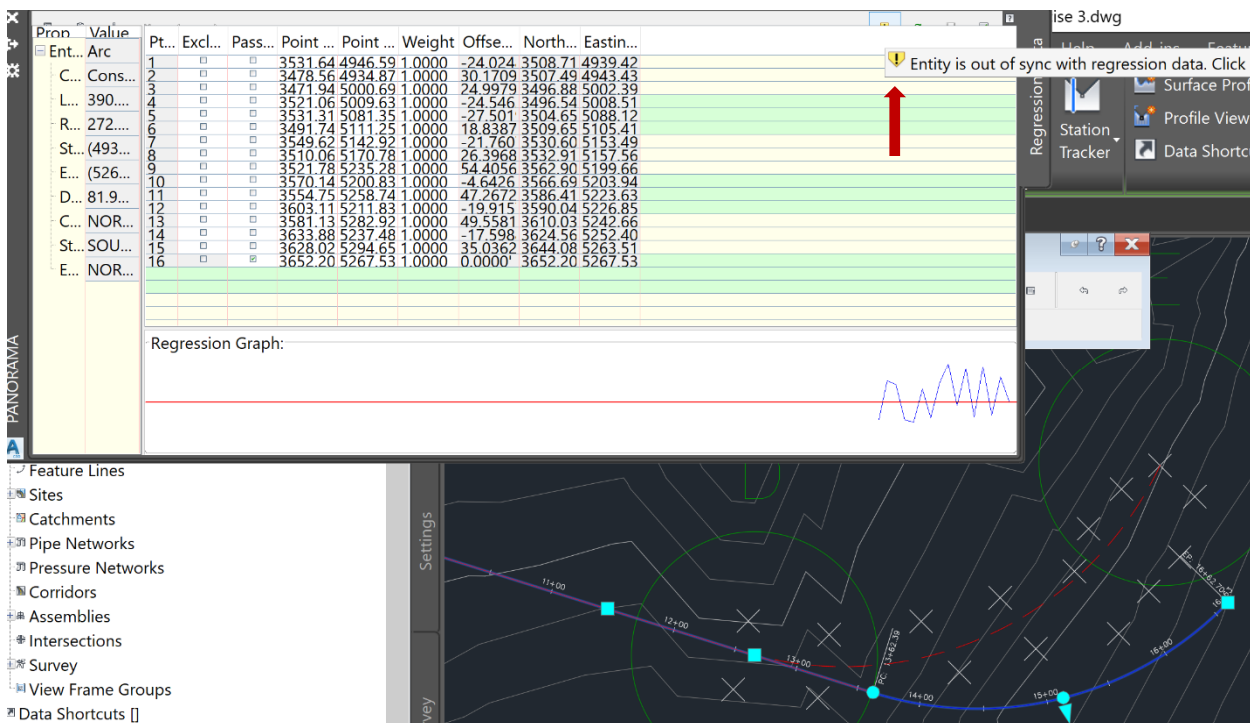 ise 3.dwg
Prop... Value
Ent... Arc
C... Cons...
L... 390....
R... 272....
St... (493...
E... (526...
D... 81.9...
C... NOR...
St... SOU...
E... NOR...
Pt... Excl... Pass... Point ... Point ... Weight Offse... North... Eastin...
1 3531.64 4946.59 1.0000 -24.024 3508.71 4939.42
2 3478.56 4934.87 1.0000 30.1709 3507.49 4943.43
3 3471.94 5000.69 1.0000 24.9979 3496.88 5002.39
4 3521.06 5009.63 1.0000 -24.546 3496.54 5008.51
5 3531.31 5081.35 1.0000 -27.501 3504.65 5088.12
6 3491.74 5111.25 1.0000 18.8387 3509.65 5105.41
7 3549.62 5142.92 1.0000 -21.760 3530.60 5153.49
8 3510.06 5170.78 1.0000 26.3968 3532.91 5157.56
9 3521.78 5235.28 1.0000 54.4056 3562.90 5199.66
10 3570.14 5200.83 1.0000 -4.6426 3566.69 5203.94
11 3554.75 5258.74 1.0000 47.2672 3586.41 5223.63
12 3603.11 5211.83 1.0000 -19.915 3590.04 5226.85
13 3581.13 5282.92 1.0000 49.5581 3610.03 5242.66
14 3633.88 5237.48 1.0000 -17.598 3624.56 5252.40
15 3628.02 5294.65 1.0000 35.0362 3644.08 5263.51
16 3652.20 5267.53 1.0000 0.0000' 3652.20 5267.53
Regression Graph:
PANORAMA
Regression
Help Add-ins Featur
Entity is out of sync with regression data. Click
Station
Tracker
Surface Prof
Profile View
Data Shortcu
Feature Lines
Sites
Catchments
Pipe Networks
Pressure Networks
Corridors
Assemblies
Intersections
Survey
View Frame Groups
Data Shortcuts []
Settings
vey
11+00
12+00
13+00
PC: 13+62.39
14+00
15+00
16+00
EP: 16+62.70